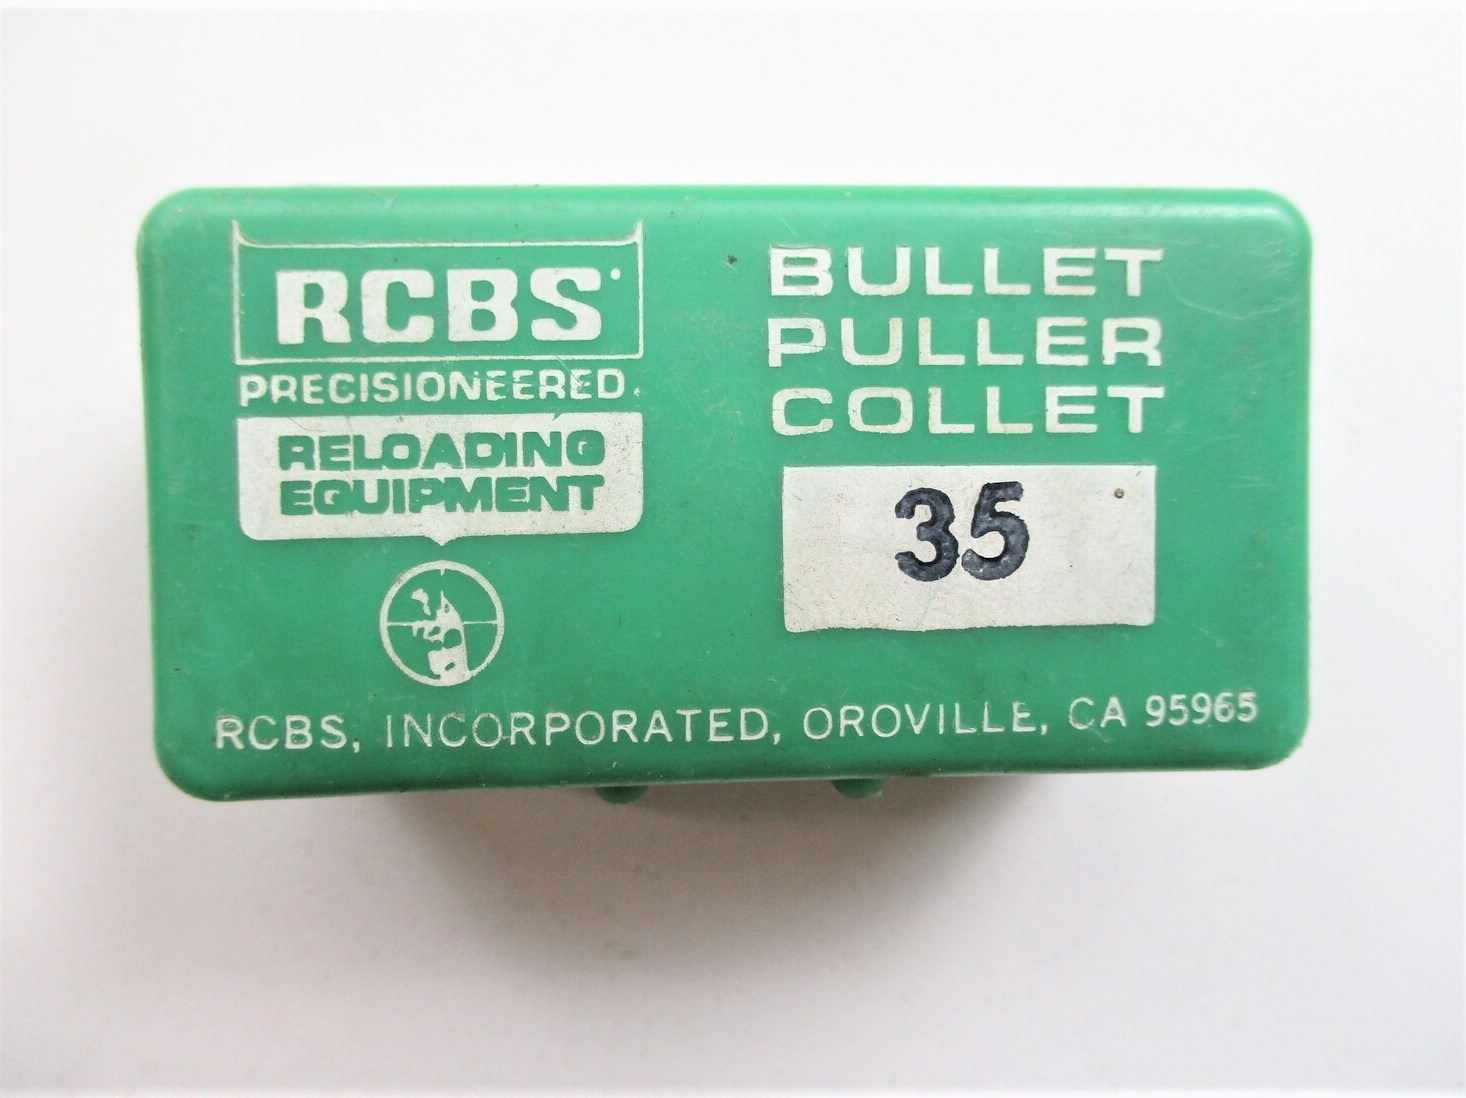 RCBS
PRECISIONEERED.
RELOADING
EQUIPMENT
BULLET
PULLER
COLLET
35
RCBS, INCORPORATED, OROVILLE, CA 95965